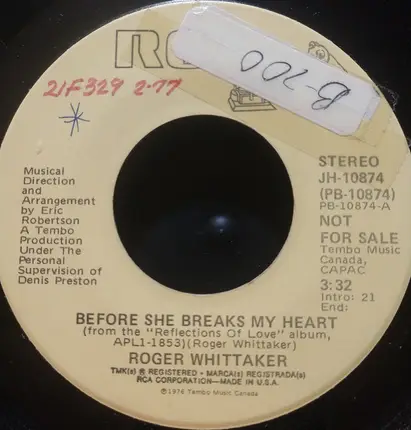 RC
B-700
21F329 2-77
STEREO
JH-10874
(PB-10874)
PB-10874-A
NOT
FOR SALE
Tembo Music
Canada,
CAPAC
3:32
Intro: 21
End:
Musical
Direction
and
Arrangement
by Eric
Robertson
A Tembo
Production
Under The
Personal
Supervision of
Denis Preston
BEFORE SHE BREAKS MY HEART
(from the "Reflections Of Love" album,
APL1-1853)(Roger Whittaker)
ROGER WHITTAKER
TMK(s) ® REGISTERED • MARCA(s) REGISTRADA(s)
RCA CORPORATION—MADE IN U.S.A.
℗ 1976 Tembo Music Canada